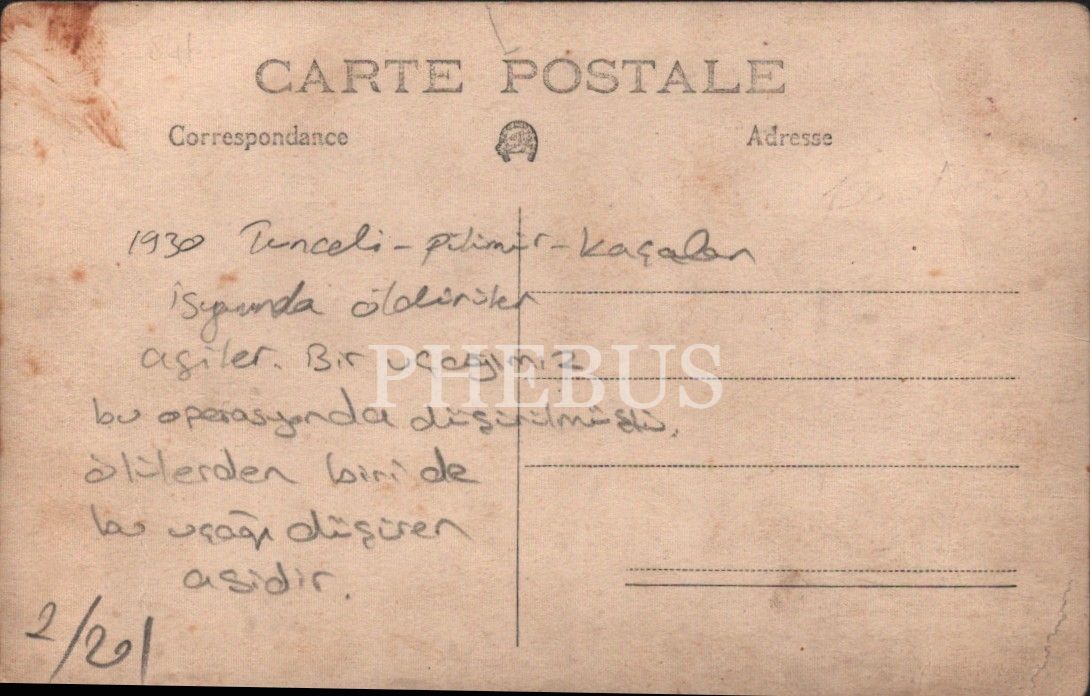 CARTE POSTALE
Correspondance
Adresse
1930 Tunceli - Pülümür - Kaçalan
isyanında öldürülen
asiler. Bir uçağımız
PHEBUS
bu operasyonda düşürülmüştü.
ölülerden biri de
bu uçağı düşüren
asidir.
2/201